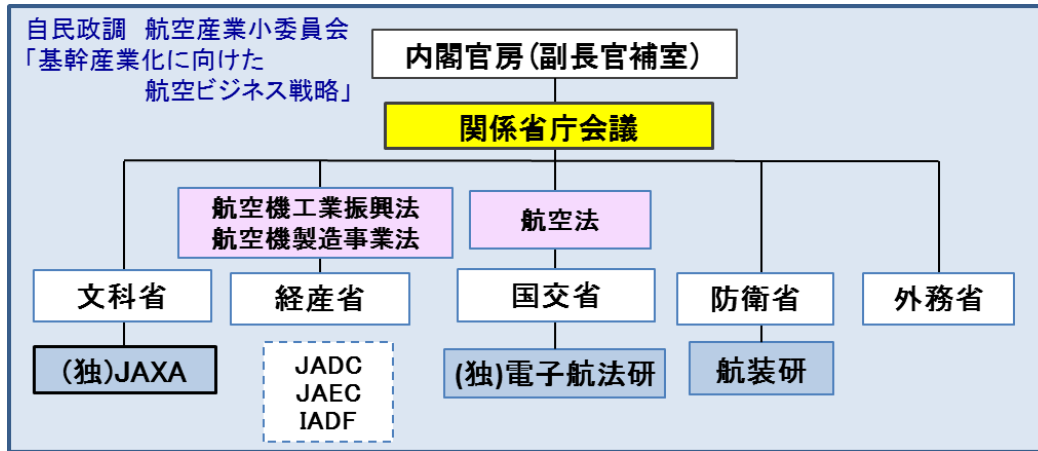 自民政調 航空産業小委員会
「基幹産業化に向けた
航空ビジネス戦略」
内閣官房(副長官補室)
関係省庁会議
航空機工業振興法
航空機製造事業法
航空法
文科省
経産省
国交省
防衛省
外務省
(独)JAXA
JADC
JAEC
IADF
(独)電子航法研
航装研